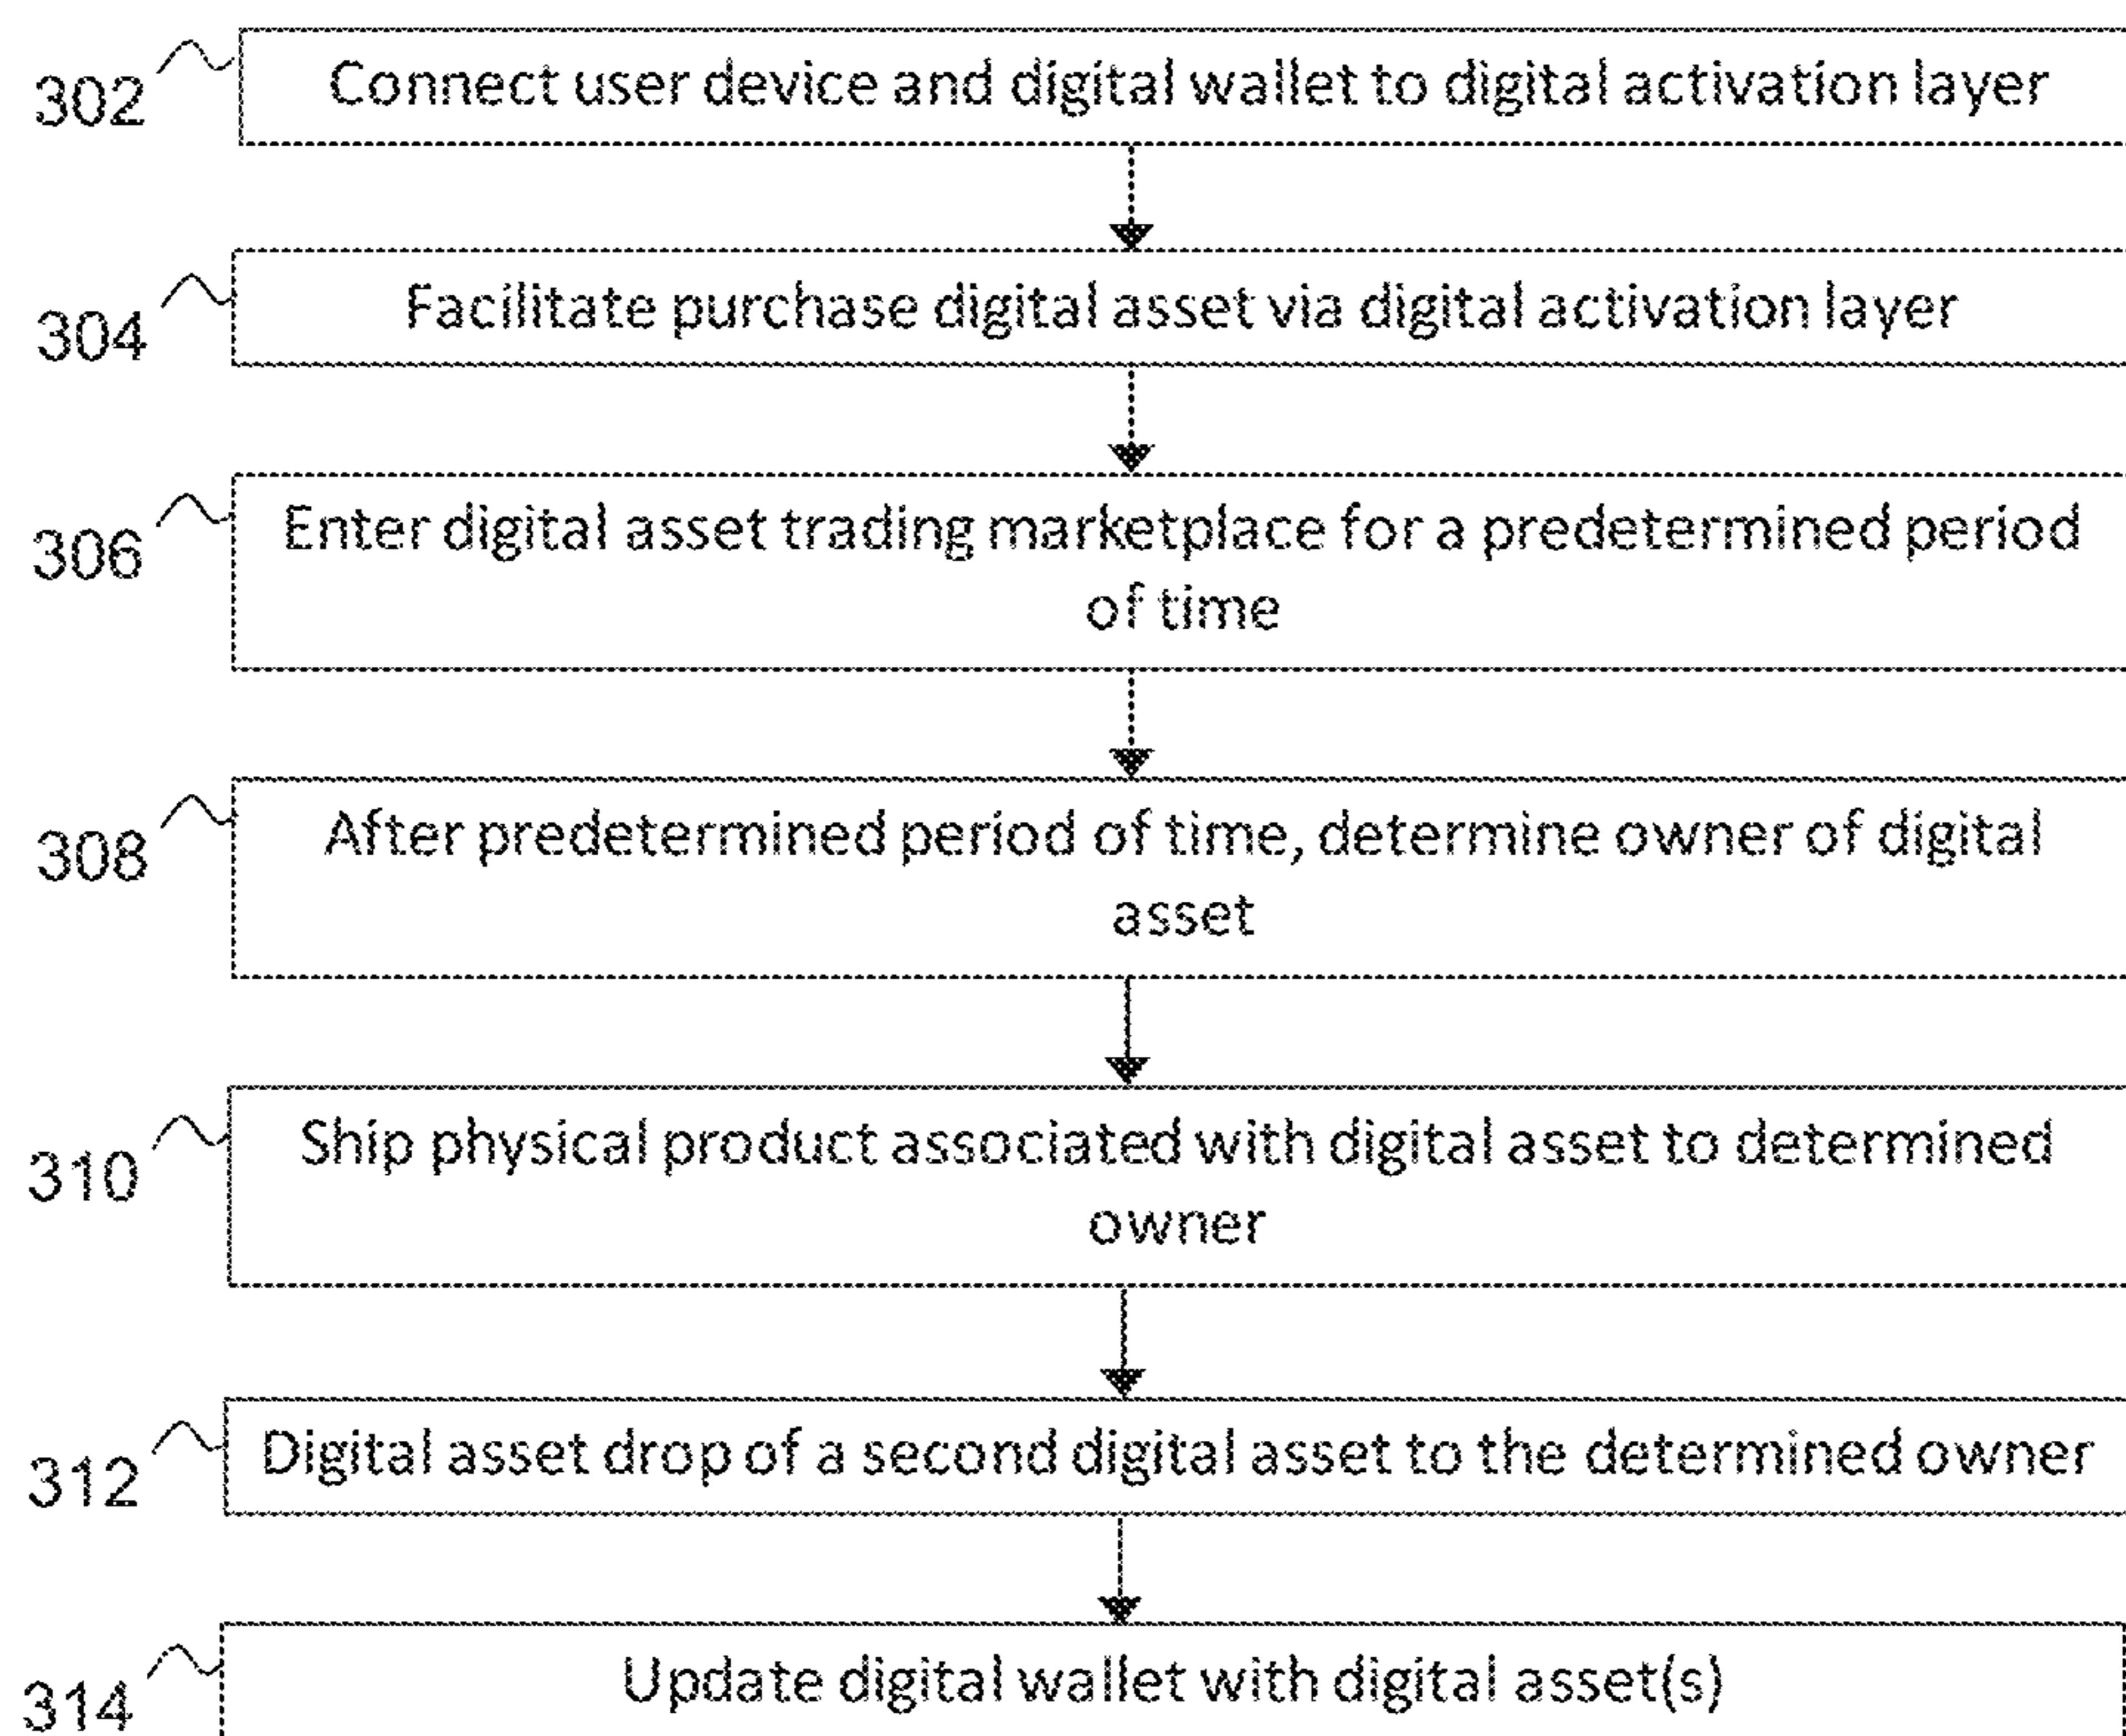 302 Connect user device and digital wallet to digital activation layer
304 Facilitate purchase digital asset via digital activation layer
306 Enter digital asset trading marketplace for a predetermined period
of time
308 After predetermined period of time, determine owner of digital
asset
310 Ship physical product associated with digital asset to determined
owner
312 Digital asset drop of a second digital asset to the determined owner
314 Update digital wallet with digital asset(s)